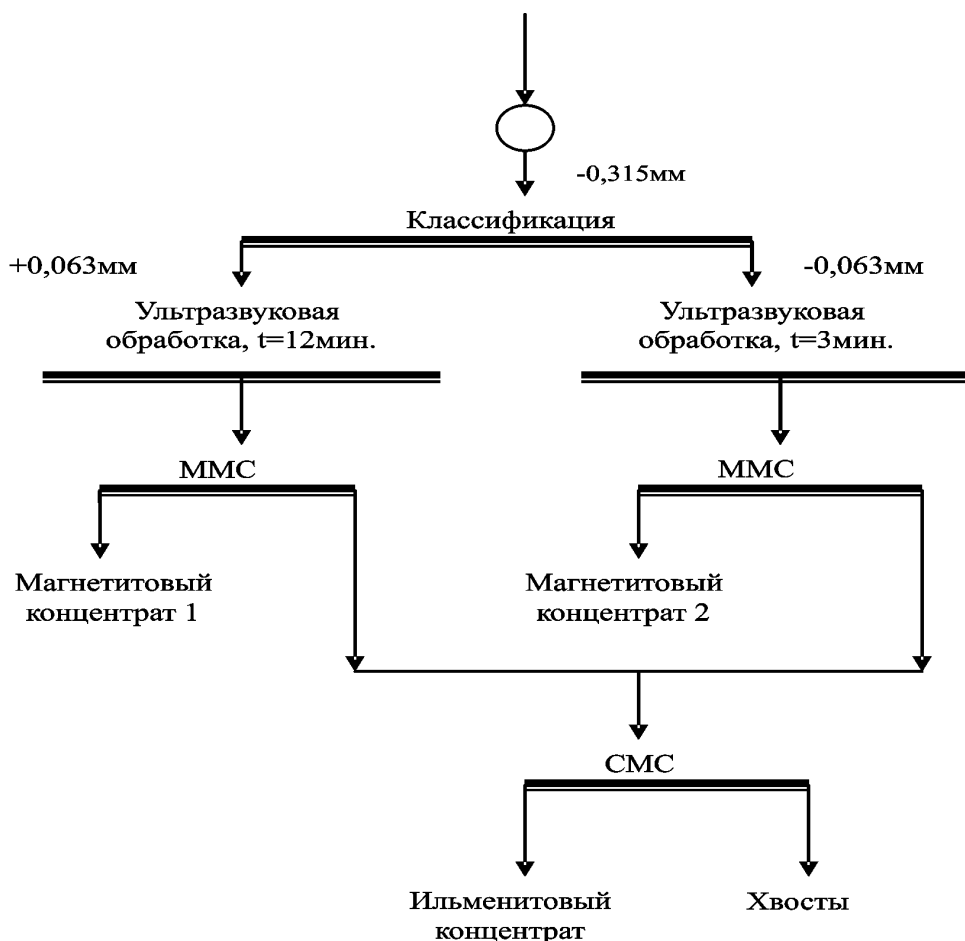 -0,315мм
Классификация
+0,063мм
-0,063мм
Ультразвуковая
обработка, t=12мин.
Ультразвуковая
обработка, t=3мин.
ММС
ММС
Магнетитовый
концентрат 1
Магнетитовый
концентрат 2
СМС
Ильменитовый
концентрат
Хвосты